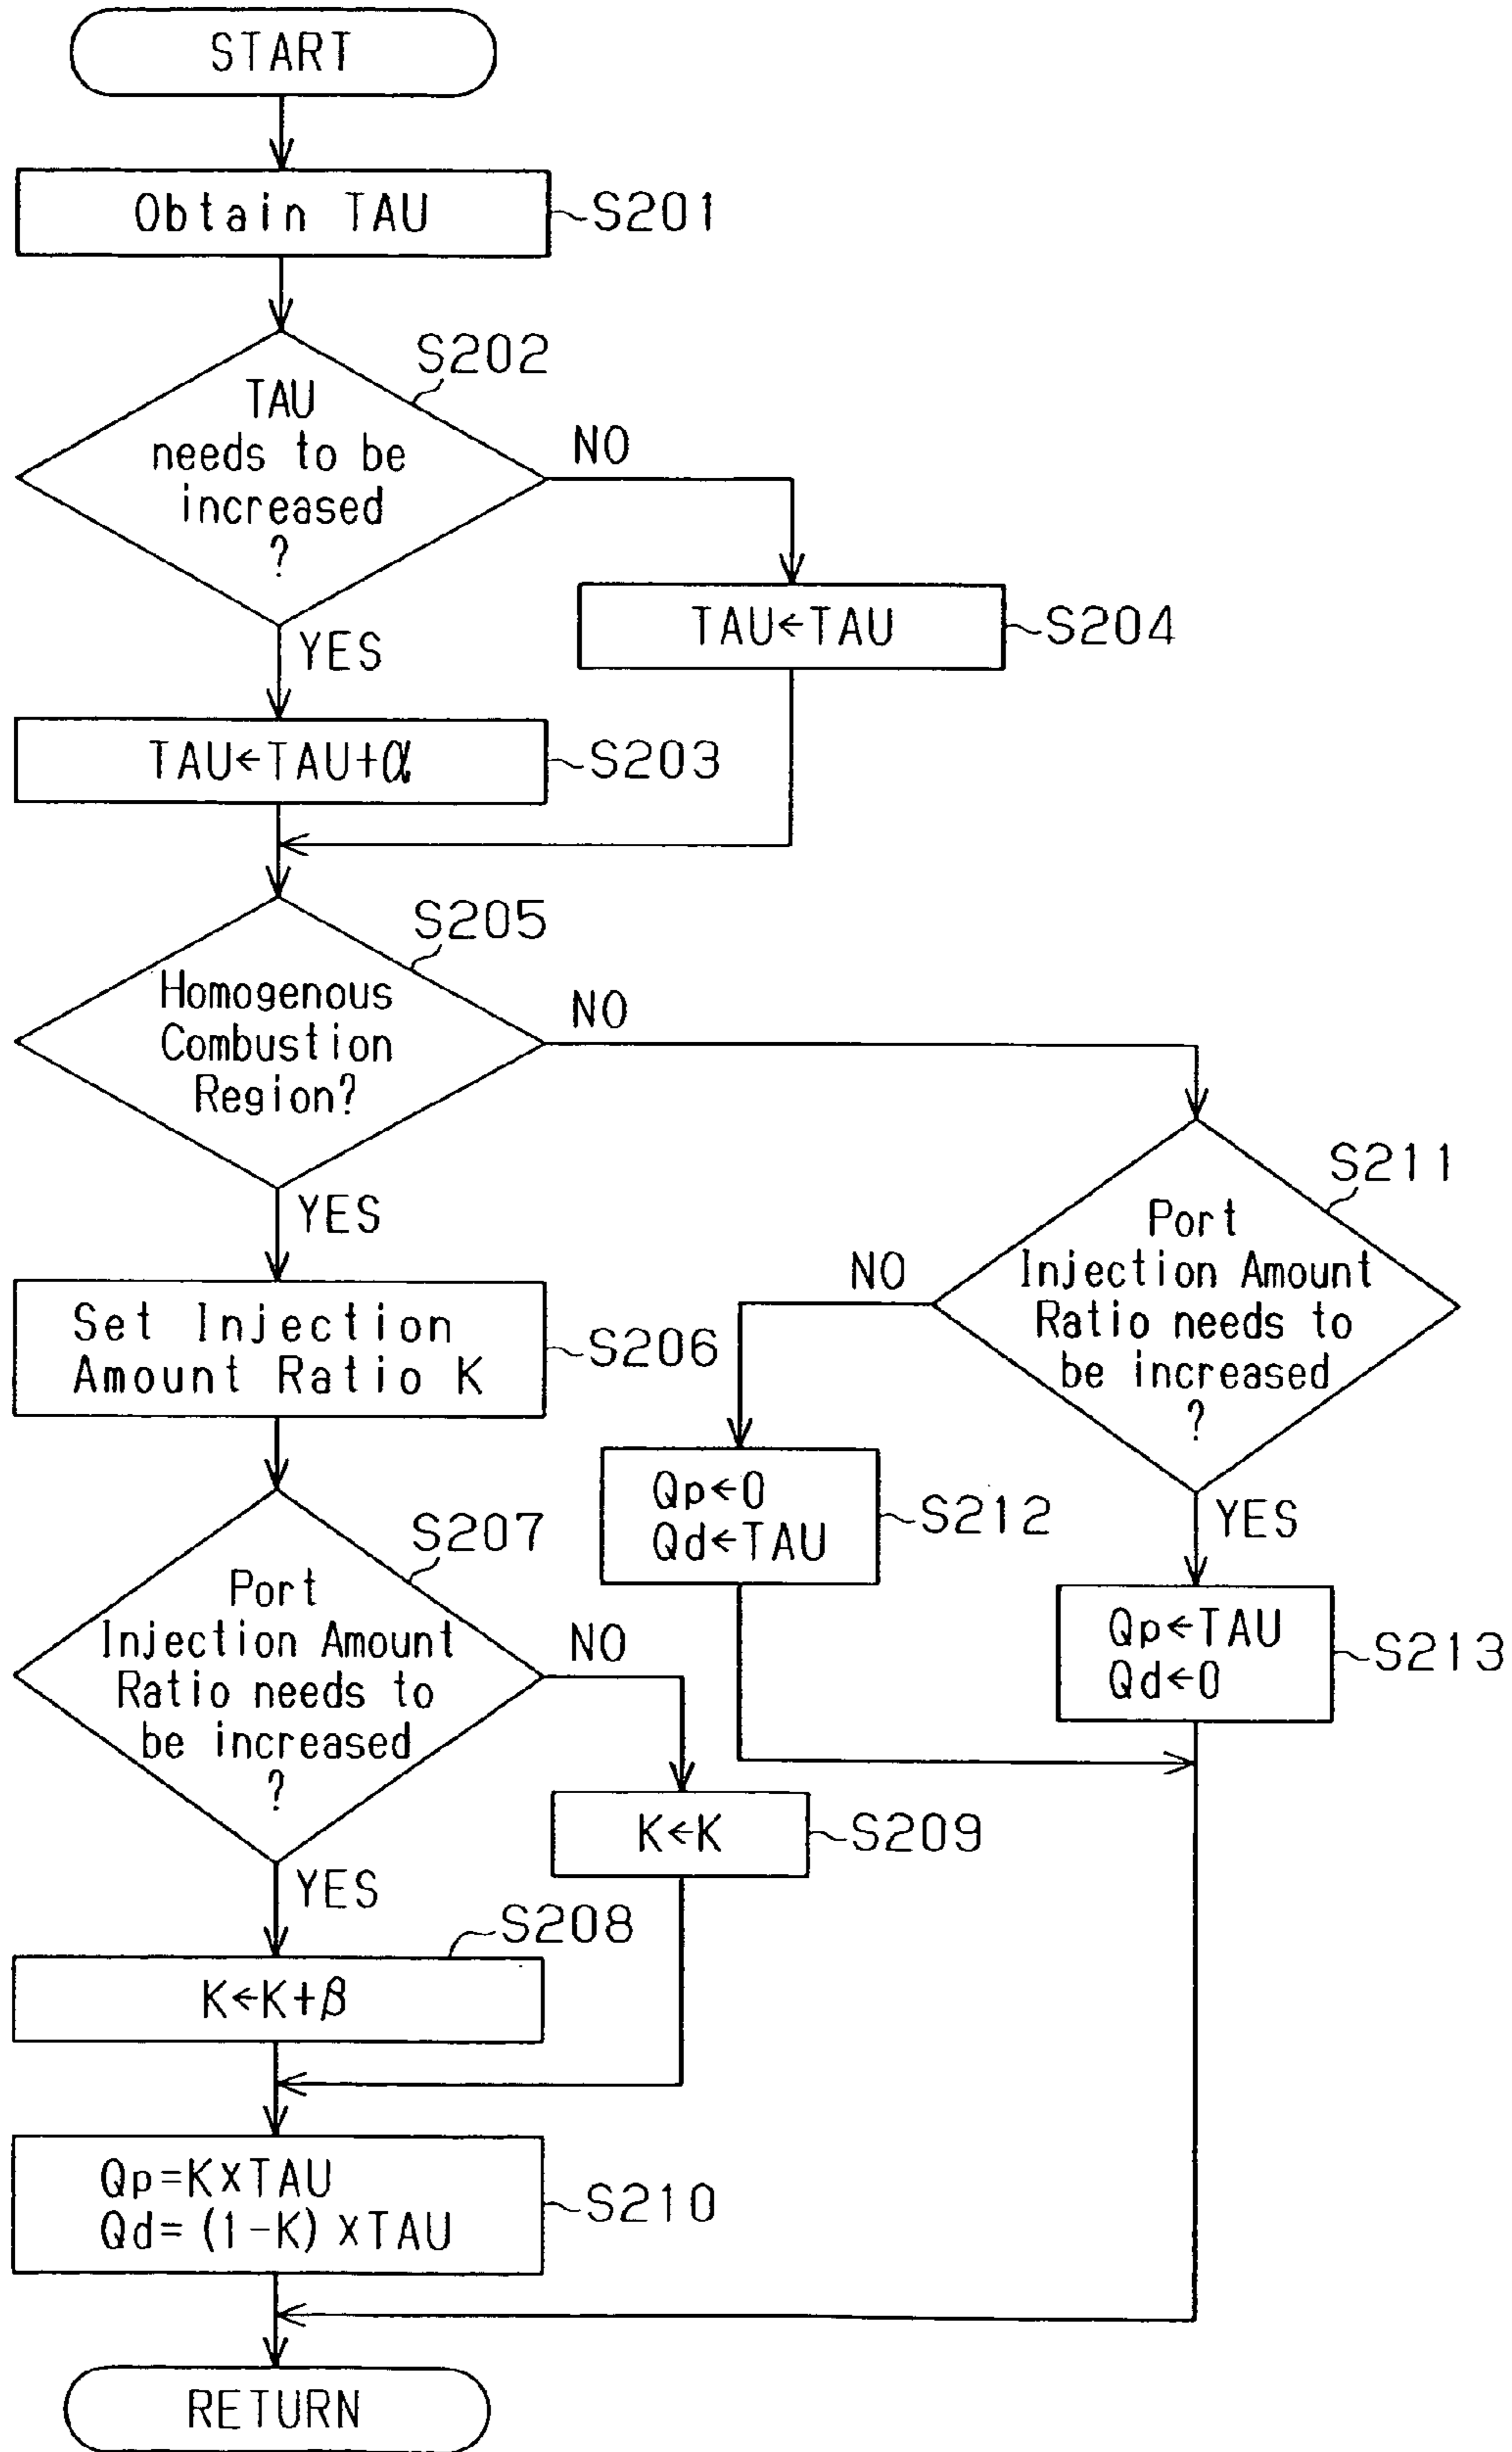 START
Obtain TAU
S201
S202
TAU
needs to be
increased
?
NO
YES
TAU←TAU
S204
TAU←TAU+α
S203
S205
Homogenous
Combustion
Region?
NO
YES
S211
Port
Injection Amount
Ratio needs to
be increased
?
NO
YES
Set Injection
Amount Ratio K
S206
Qp←0
Qd←TAU
S212
Qp←TAU
Qd←0
S213
S207
Port
Injection Amount
Ratio needs to
be increased
?
NO
YES
K←K
S209
S208
K←K+β
Qp=K×TAU
Qd=(1-K)×TAU
S210
RETURN